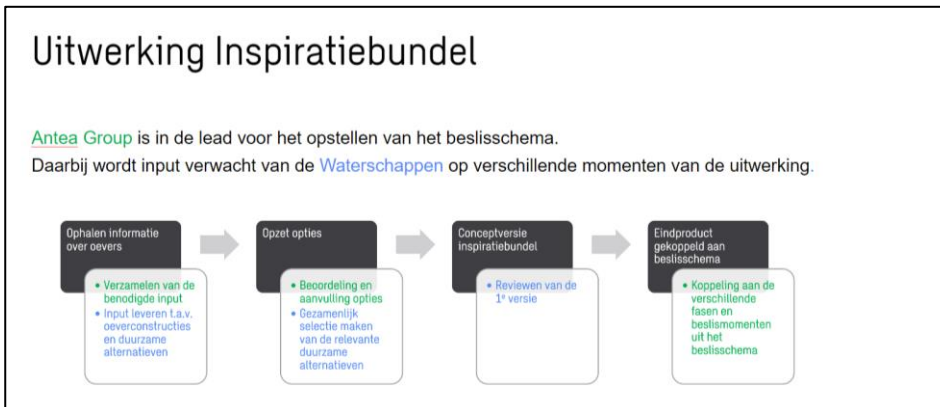 Uitwerking Inspiratiebundel
Antea Group is in de lead voor het opstellen van het beslisschema.
Daarbij wordt input verwacht van de Waterschappen op verschillende momenten van de uitwerking.
Ophalen informatie
over oevers
• Verzamelen van de
benodigde input
• Input leveren t.a.v.
oeverconstructies
en duurzame
alternatieven
Opzet opties
• Beoordeling en
aanvulling opties
• Gezamenlijk
selectie maken
van de relevante
duurzame
alternatieven
Conceptversie
inspiratiebundel
• Reviewen van de
1e versie
Eindproduct
gekoppeld aan
beslisschema
• Koppeling aan de
verschillende
fasen en
beslismomenten
uit het
beslisschema